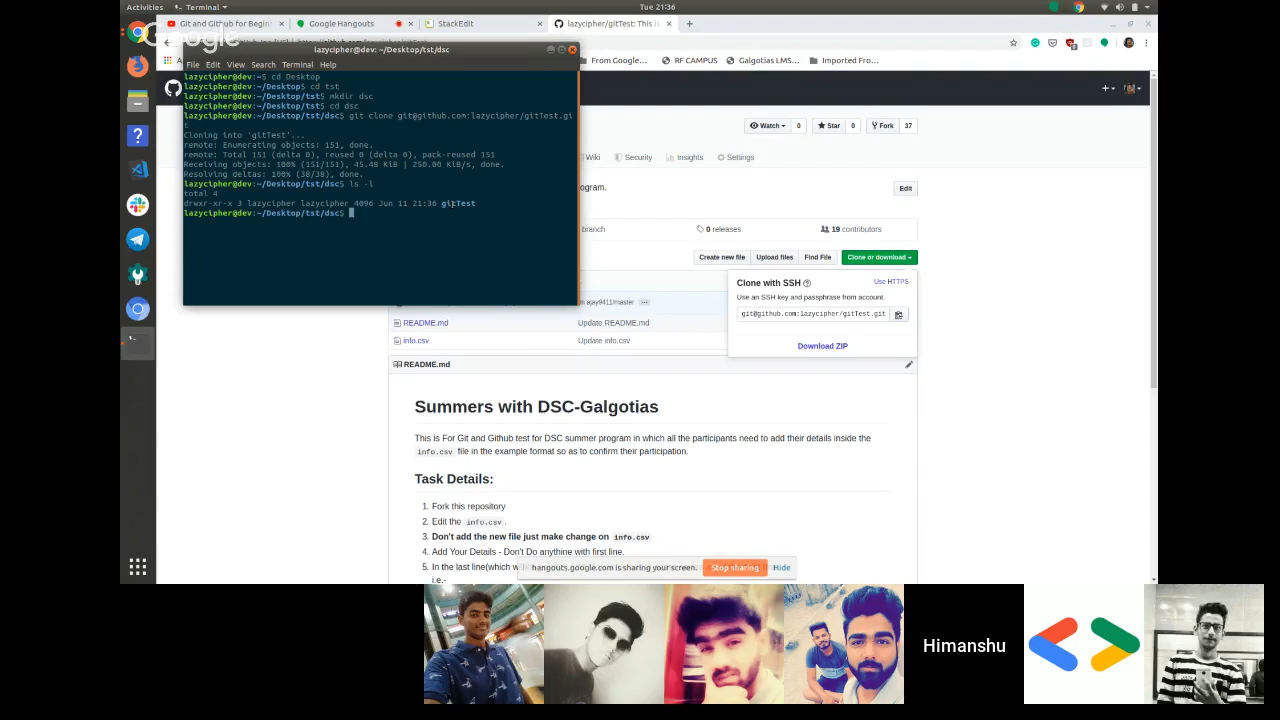 Activities
Terminal
Tue 21:36
Git and Github for Begin
Google Hangouts
StackEdit
lazycipher/gitTest: This i
Google
From Google...
RF CAMPUS
Galgotias LMS...
Imported Fro...
lazycipher@dev: ~/Desktop/tst/dsc
File Edit View Search Terminal Help
lazycipher@dev:~$ cd Desktop
lazycipher@dev:~/Desktop$ cd tst
lazycipher@dev:~/Desktop/tst$ mkdir dsc
lazycipher@dev:~/Desktop/tst$ cd dsc
lazycipher@dev:~/Desktop/tst/dsc$ git clone git@github.com:lazycipher/gitTest.gi
t
Cloning into 'gitTest'...
remote: Enumerating objects: 151, done.
remote: Total 151 (delta 0), reused 0 (delta 0), pack-reused 151
Receiving objects: 100% (151/151), 45.48 KiB | 250.00 KiB/s, done.
Resolving deltas: 100% (38/38), done.
lazycipher@dev:~/Desktop/tst/dsc$ ls -l
total 4
drwxr-xr-x 3 lazycipher lazycipher 4096 Jun 11 21:36 gitTest
lazycipher@dev:~/Desktop/tst/dsc$
Watch 0 Star 0 Fork 37
Wiki Security Insights Settings
ogram.
Edit
branch 0 releases 19 contributors
Create new file Upload files Find File Clone or download
Clone with SSH
Use HTTPS
Use an SSH key and passphrase from account.
git@github.com:lazycipher/gitTest.git
Download ZIP
ajay9411/master
README.md Update README.md
info.csv Update info.csv
README.md
Summers with DSC-Galgotias
This is For Git and Github test for DSC summer program in which all the participants need to add their details inside the
info.csv file in the example format so as to confirm their participation.
Task Details:
1. Fork this repository
2. Edit the info.csv.
3. Don't add the new file just make change on info.csv
4. Add Your Details - Don't Do anythine with first line.
5. In the last line(which
i.e.-
hangouts.google.com is sharing your screen. Stop sharing Hide
Himanshu